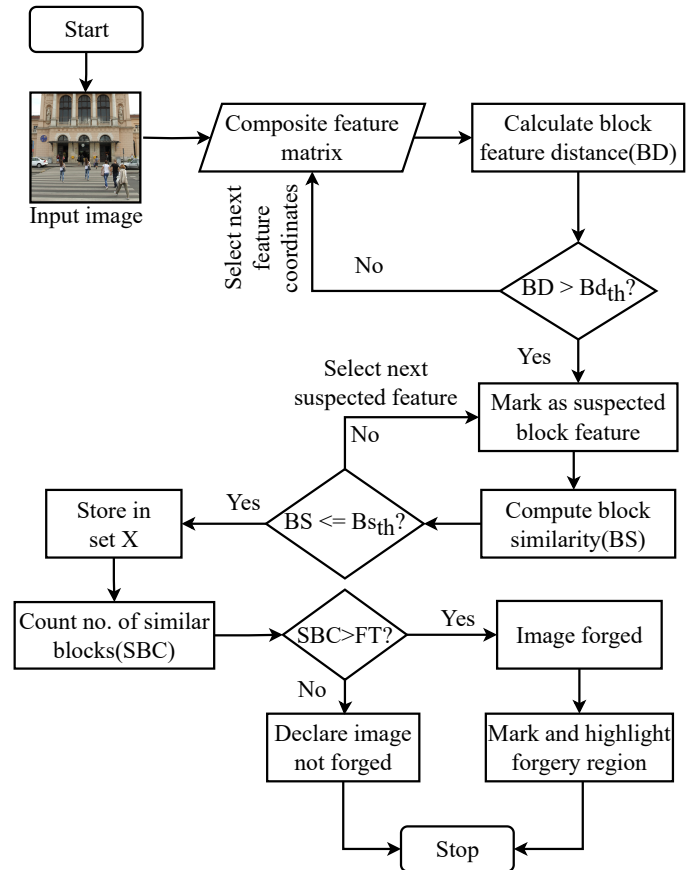 Start
Input image
Composite feature
matrix
Calculate block
feature distance(BD)
Select next
feature
coordinates
No
BD > Bdth?
Yes
Select next
suspected feature
Mark as suspected
block feature
No
Yes
BS <= Bsth?
Compute block
similarity(BS)
Store in
set X
Count no. of similar
blocks(SBC)
SBC>FT?
Yes
Image forged
No
Declare image
not forged
Mark and highlight
forgery region
Stop